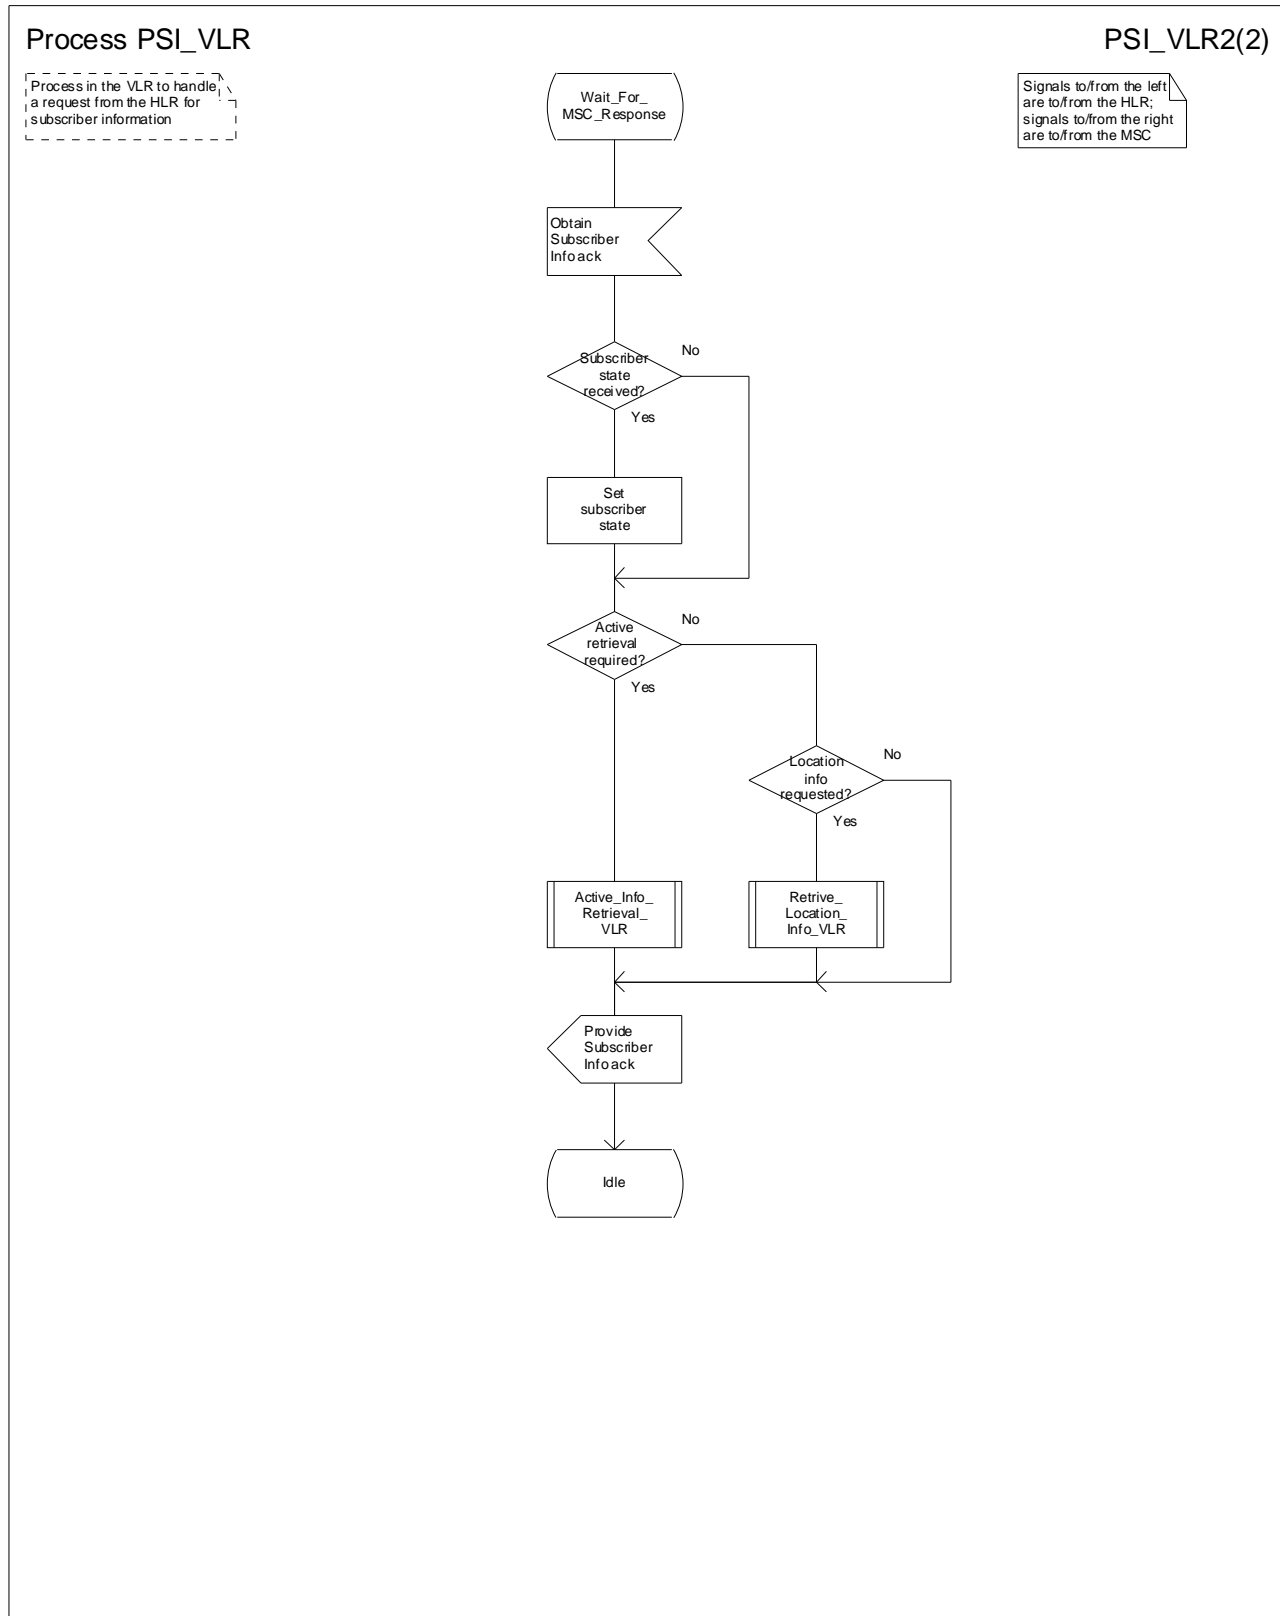 Process PSI_VLR
PSI_VLR2(2)
Process in the VLR to handle
a request from the HLR for
subscriber information
Signals to/from the left
are to/from the HLR;
signals to/from the right
are to/from the MSC
Wait_For_
MSC_Response
Obtain
Subscriber
Info ack
Subscriber
state
received?
No
Yes
Set
subscriber
state
Active
retrieval
required?
No
Yes
Location
info
requested?
No
Yes
Active_Info_
Retrieval_
VLR
Retrive_
Location_
Info_VLR
Provide
Subscriber
Info ack
Idle